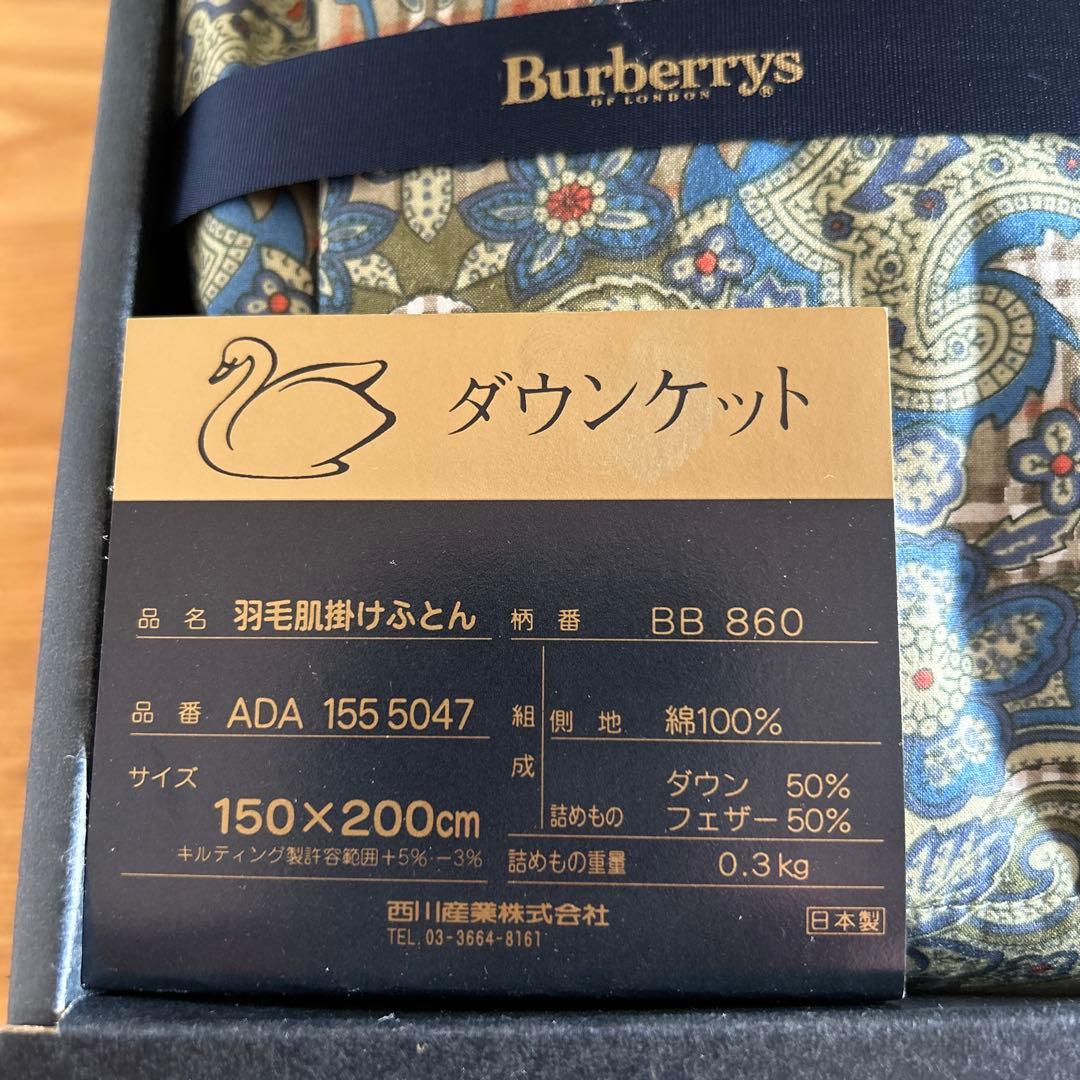 Burberrys
OF LONDON ®
ダウンケット
品名 羽毛肌掛けふとん
柄番 BB 860
品番 ADA 155 5047
組成
側地 綿100%
サイズ
150×200cm
キルティング製許容範囲+5% −3%
詰めもの ダウン 50%
フェザー50%
詰めもの重量 0.3kg
西川産業株式会社
TEL. 03-3664-8161
日本製